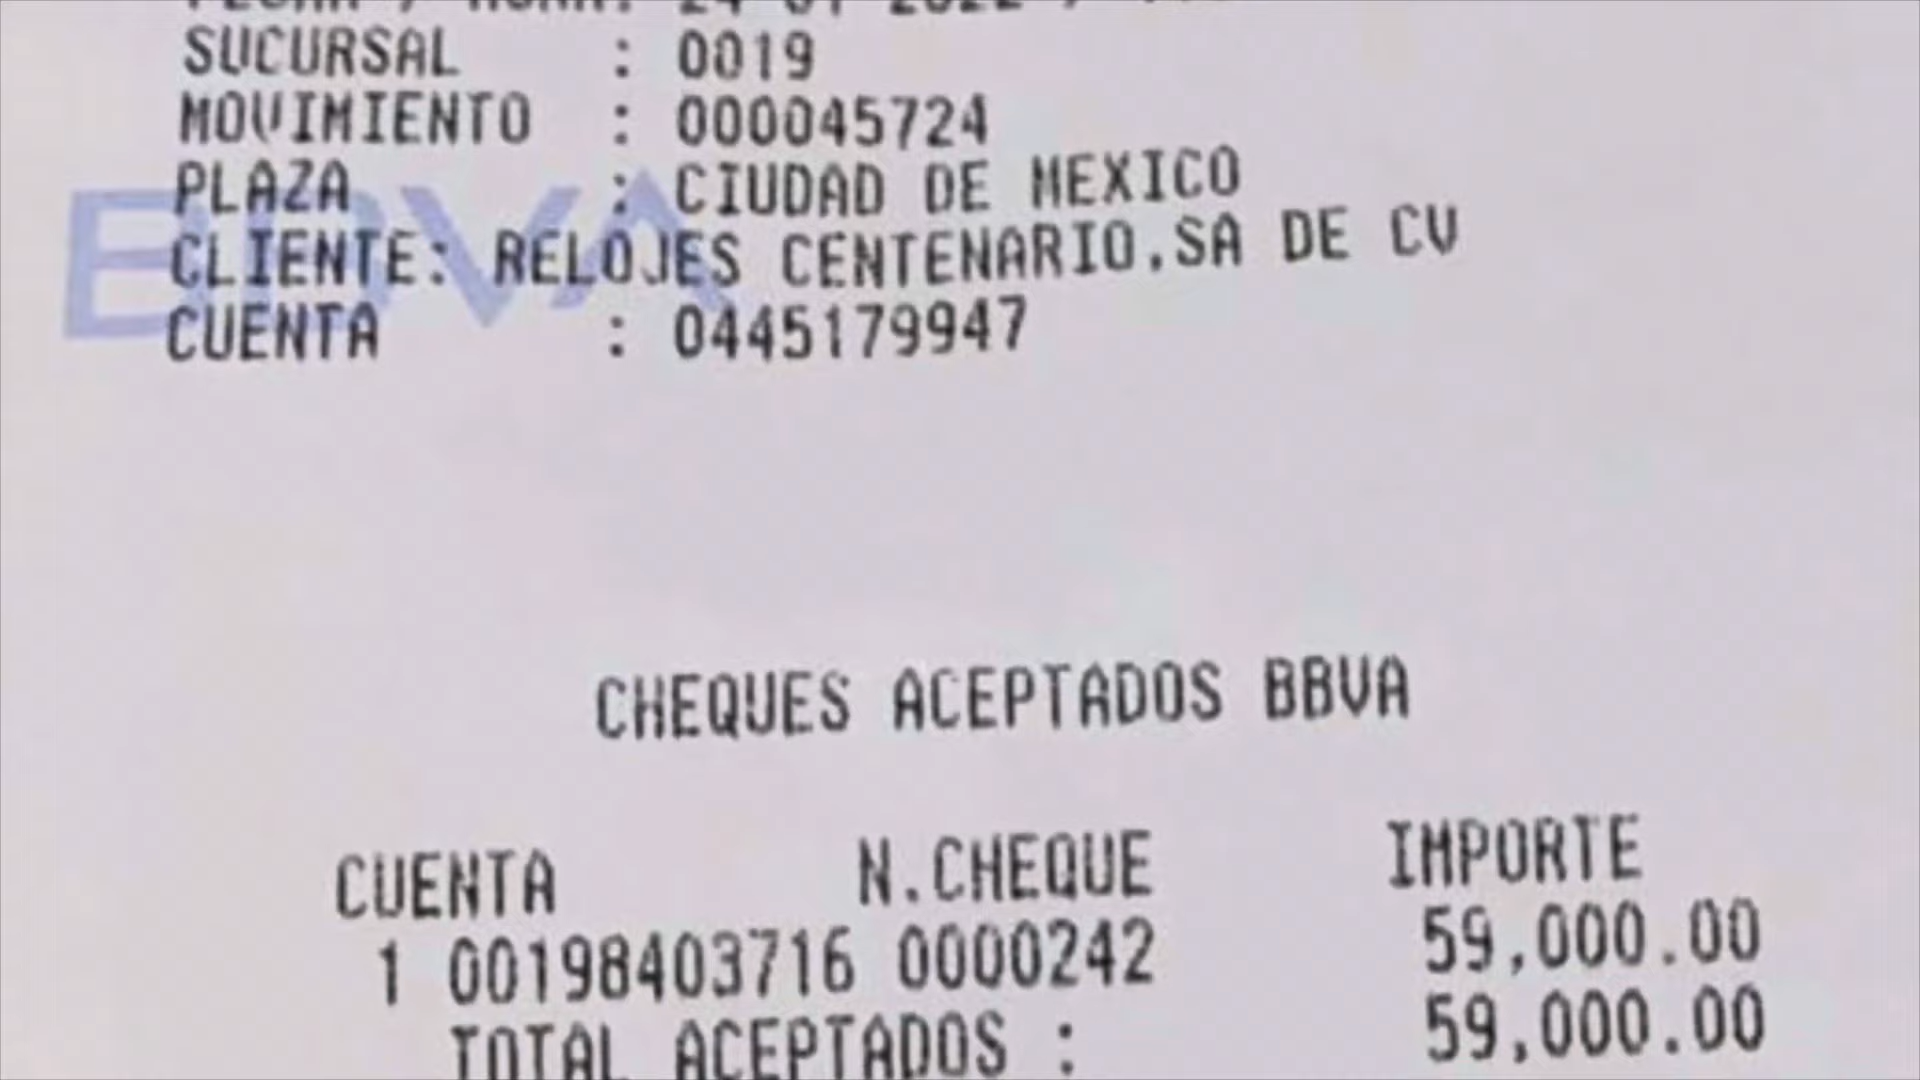 SUCURSAL : 0019
MOVIMIENTO : 000045724
PLAZA : CIUDAD DE MEXICO
CLIENTE: RELOJES CENTENARIO,SA DE CV
CUENTA : 0445179947
BBVA
CHEQUES ACEPTADOS BBVA
CUENTA N.CHEQUE IMPORTE
1 00198403716 0000242 59,000.00
TOTAL ACEPTADOS : 59,000.00